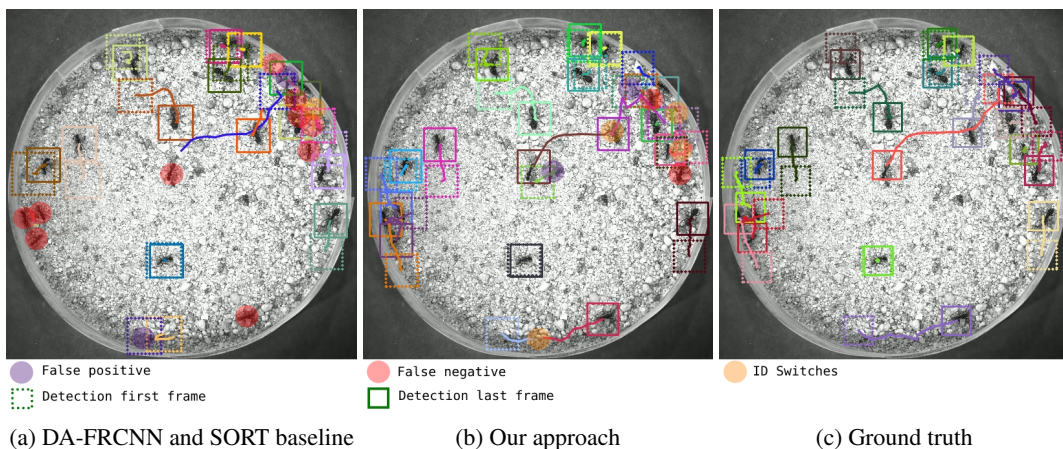 False positive
False negative
ID Switches
Detection first frame
Detection last frame
(a) DA-FRCNN and SORT baseline
(b) Our approach
(c) Ground truth